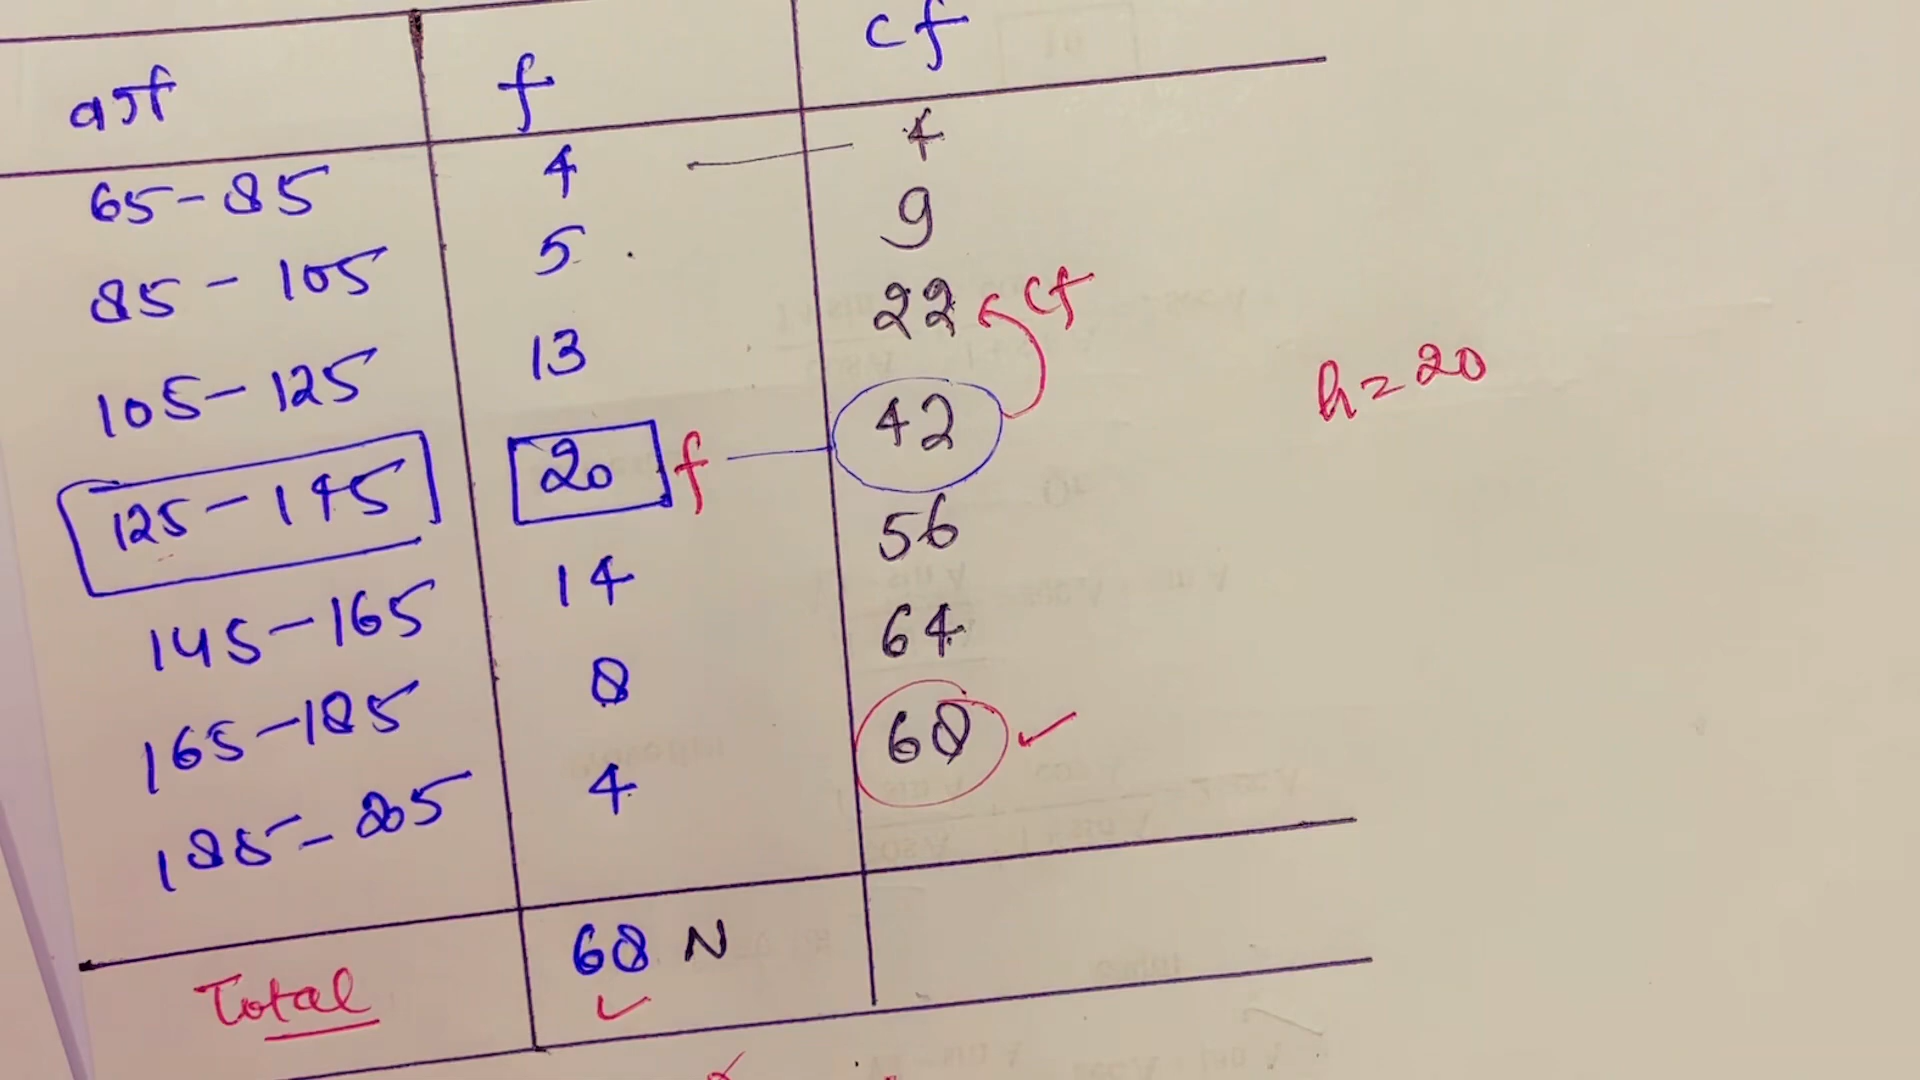 वर्ग f cf
65-85 4 4
85-105 5 9
105-125 13 22 cf
125-145 20 f 42
h=20
145-165 14 56
165-185 8 64
185-205 4 68
Total 68 N